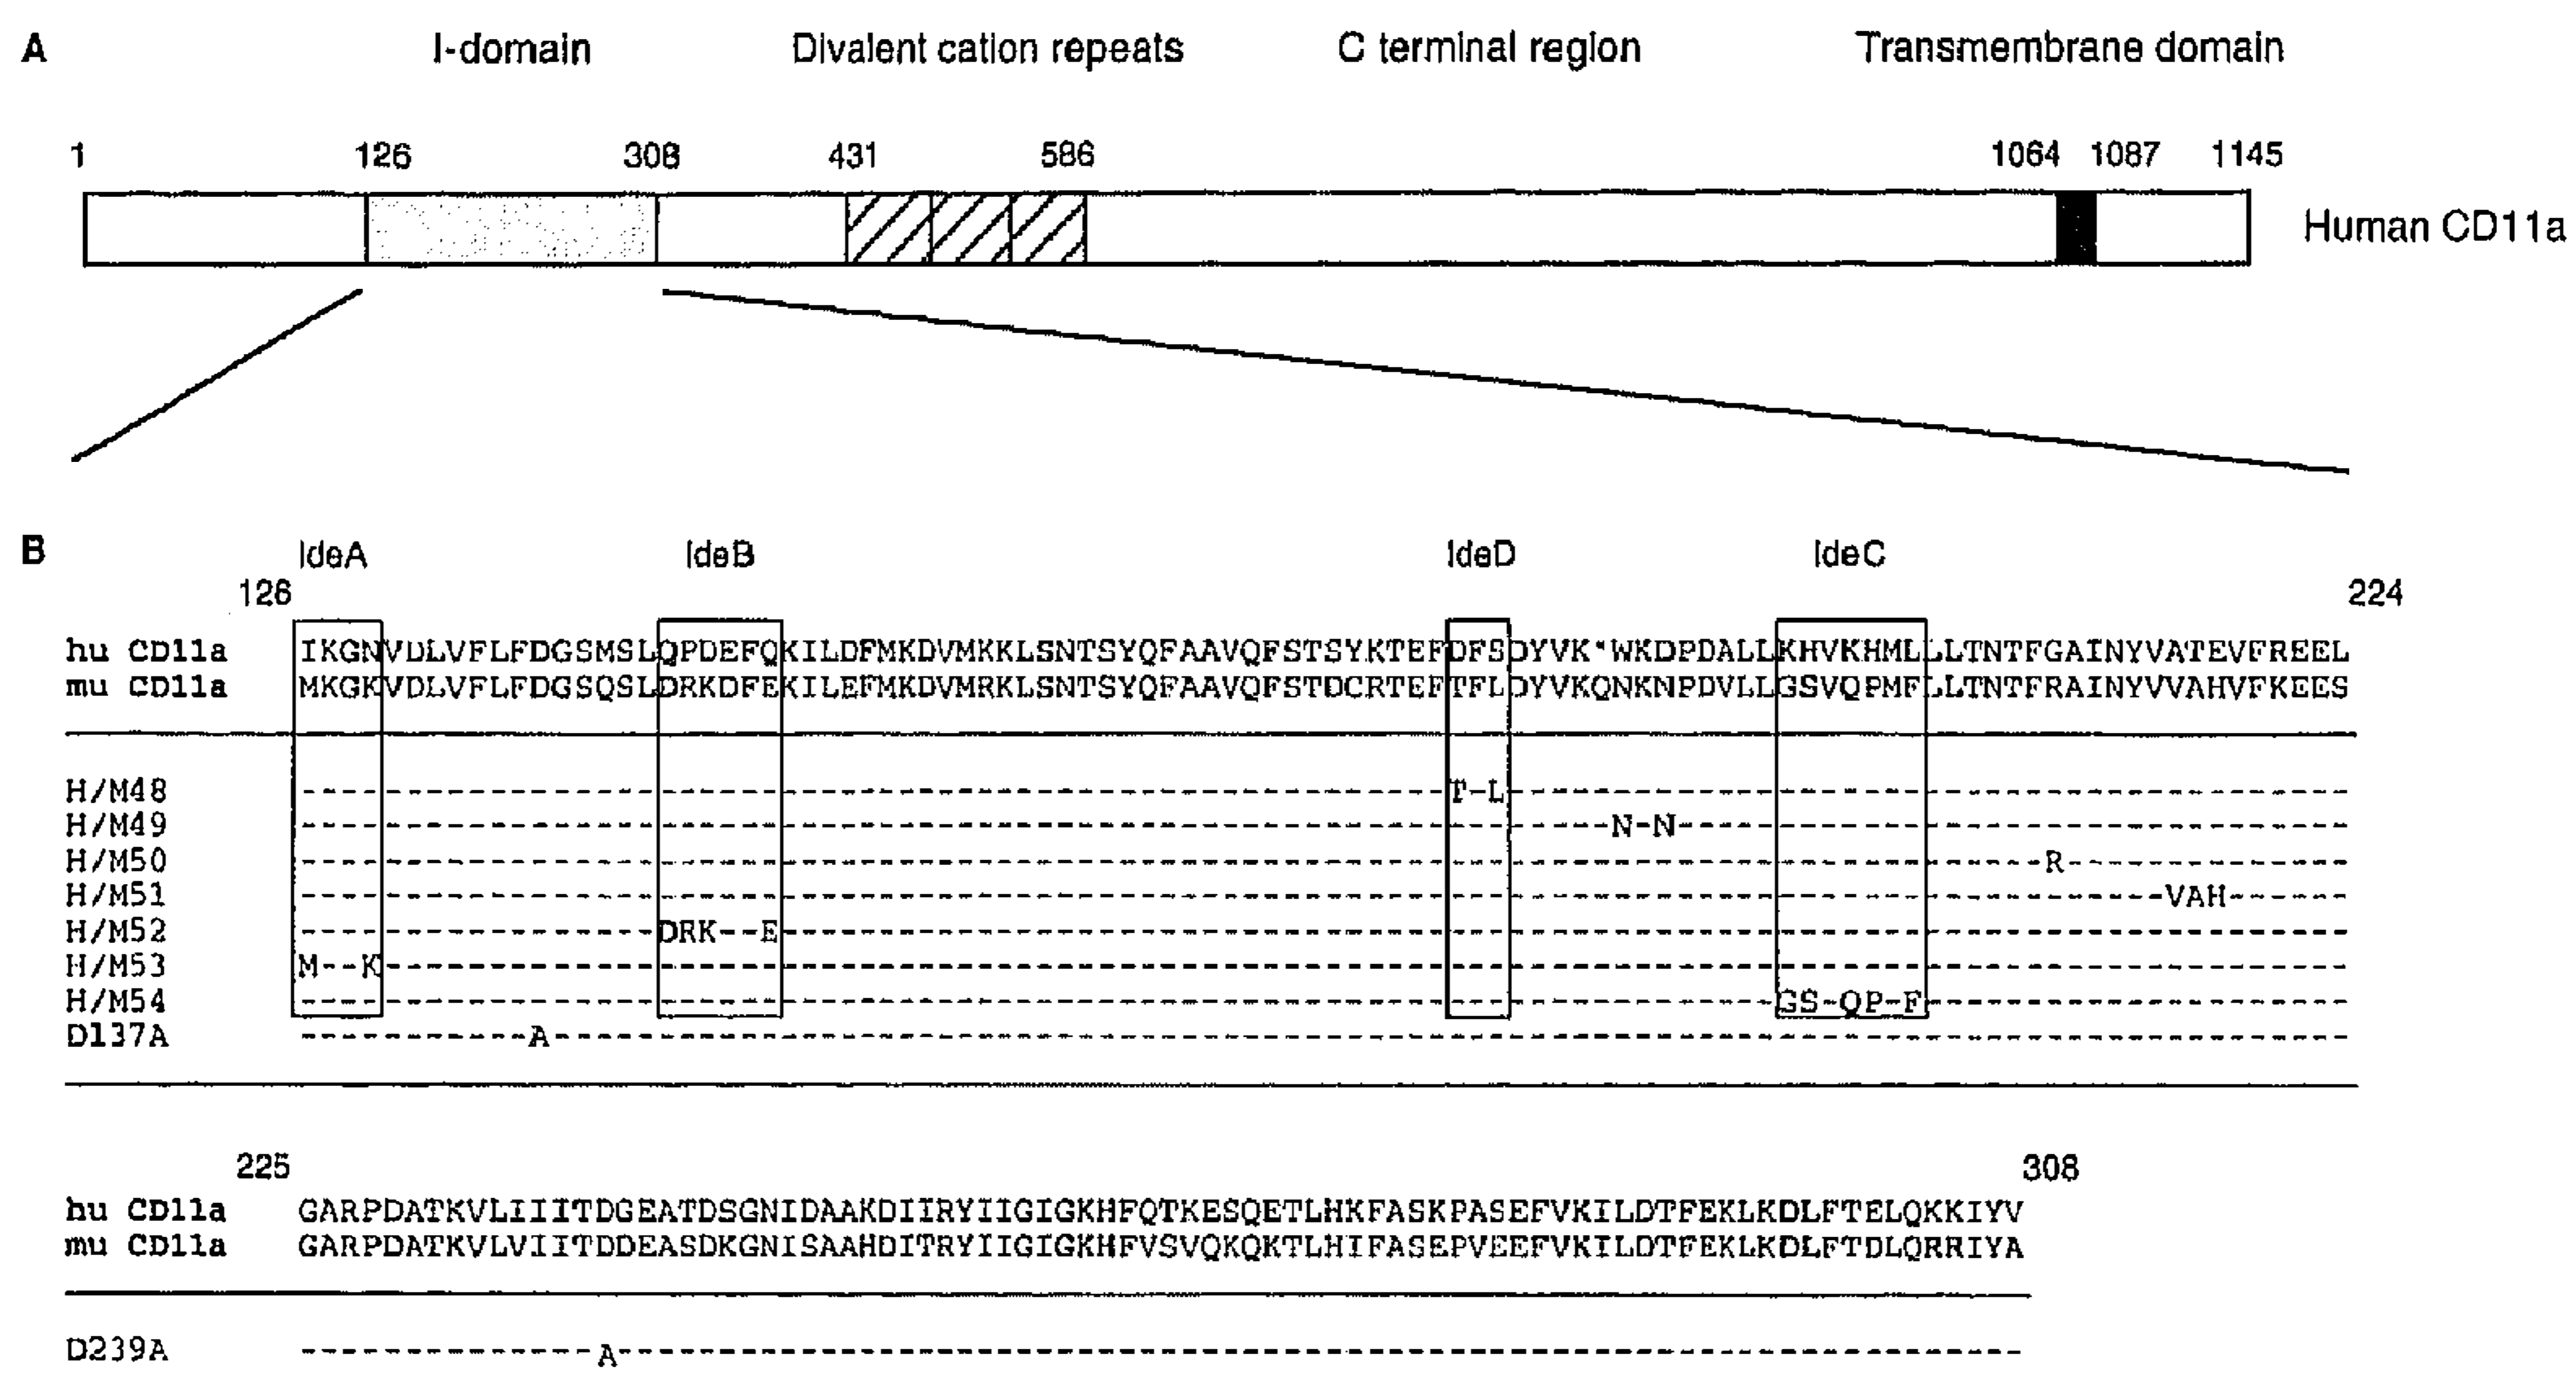 A I-domain Divalent cation repeats C terminal region Transmembrane domain
1 126 308 431 586 1064 1087 1145
Human CD11a
B IdeA IdeB IdeD IdeC
126 224
hu CD11a IKGNVDLVFLFDGSMSLQPDEFQKILDFMKDVMKKLSNTSYQFAAVQFSTSYKTEFDFSDYVK*WKDPDALLKHVKHMLLLTNTFGAINYVATEVFREEL
mu CD11a MKGKVDLVFLFDGSQSLDRKDFEKILEFMKDVMRKLSNTSYQFAAVQFSTDCRTEFTFLDYVKQNKNPDVLLGSVQPMFLLTNTFRAINYVVAHVFKEES
H/M48 T-L
H/M49 N-N
H/M50 R
H/M51 VAH
H/M52 DRK--E
H/M53 M--K
H/M54 GS-QP-F
D137A A
225 308
hu CD11a GARPDATKVLIIITDGEATDSGNIDAAKDIIRYIIGIGKHFQTKESQETLHKFASKPASEFVKILDTFEKLKDLFTELQKKIYV
mu CD11a GARPDATKVLVIITDDEASDKGNISAAHDITRYIIGIGKHFVSVQKQKTLHIFASEPVEEFVKILDTFEKLKDLFTDLQRRIYA
D239A A